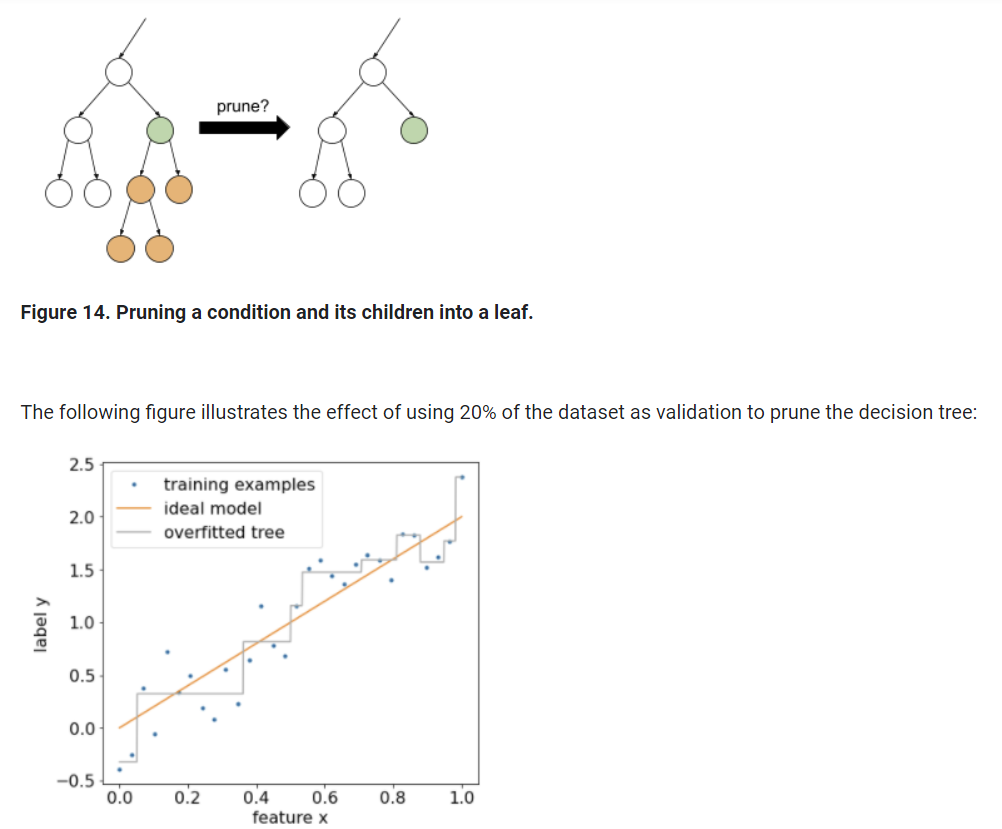 prune?
Figure 14. Pruning a condition and its children into a leaf.
The following figure illustrates the effect of using 20% of the dataset as validation to prune the decision tree:
training examples
ideal model
overfitted tree
2.5
2.0
1.5
1.0
0.5
0.0
−0.5
label y
0.0 0.2 0.4 0.6 0.8 1.0
feature x